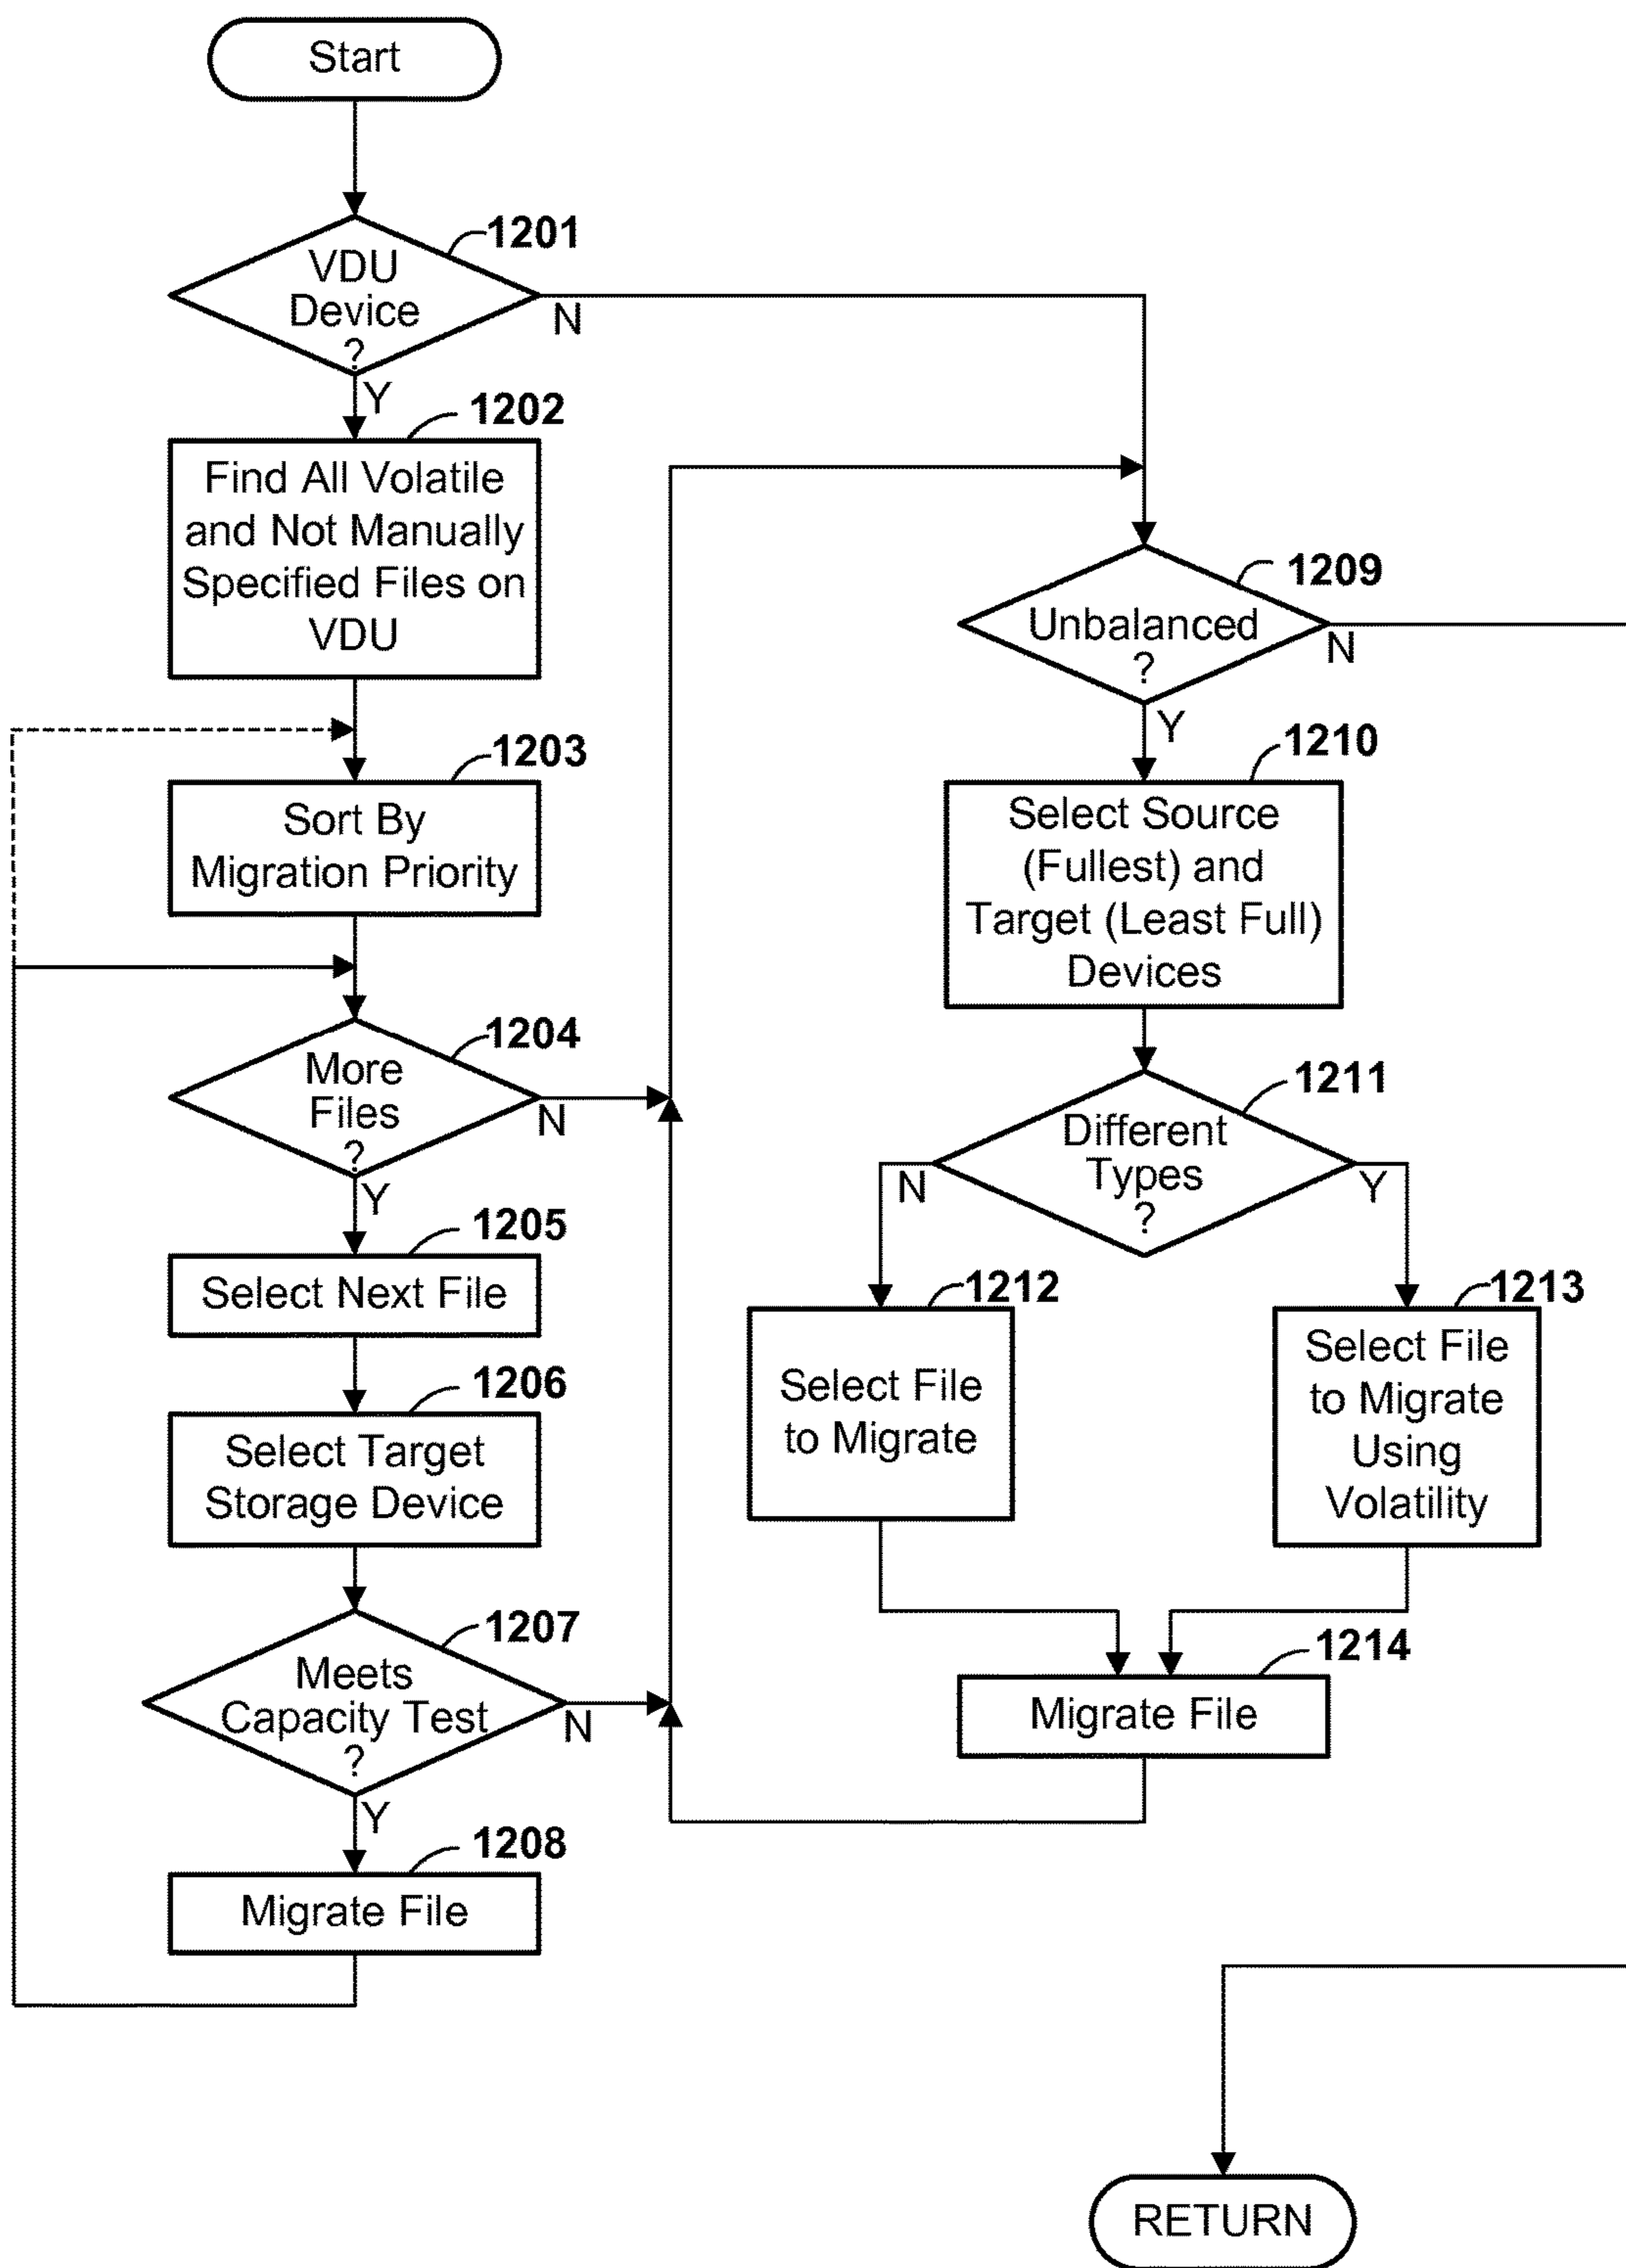 Start
1201
VDU
Device
?
N
Y
1202
Find All Volatile
and Not Manually
Specified Files on
VDU
1203
Sort By
Migration Priority
1204
More
Files
?
N
Y
1205
Select Next File
1206
Select Target
Storage Device
1207
Meets
Capacity Test
?
N
Y
1208
Migrate File
1209
Unbalanced
?
N
Y
1210
Select Source
(Fullest) and
Target (Least Full)
Devices
1211
Different
Types
?
N
Y
1212
Select File
to Migrate
1213
Select File
to Migrate
Using
Volatility
1214
Migrate File
RETURN